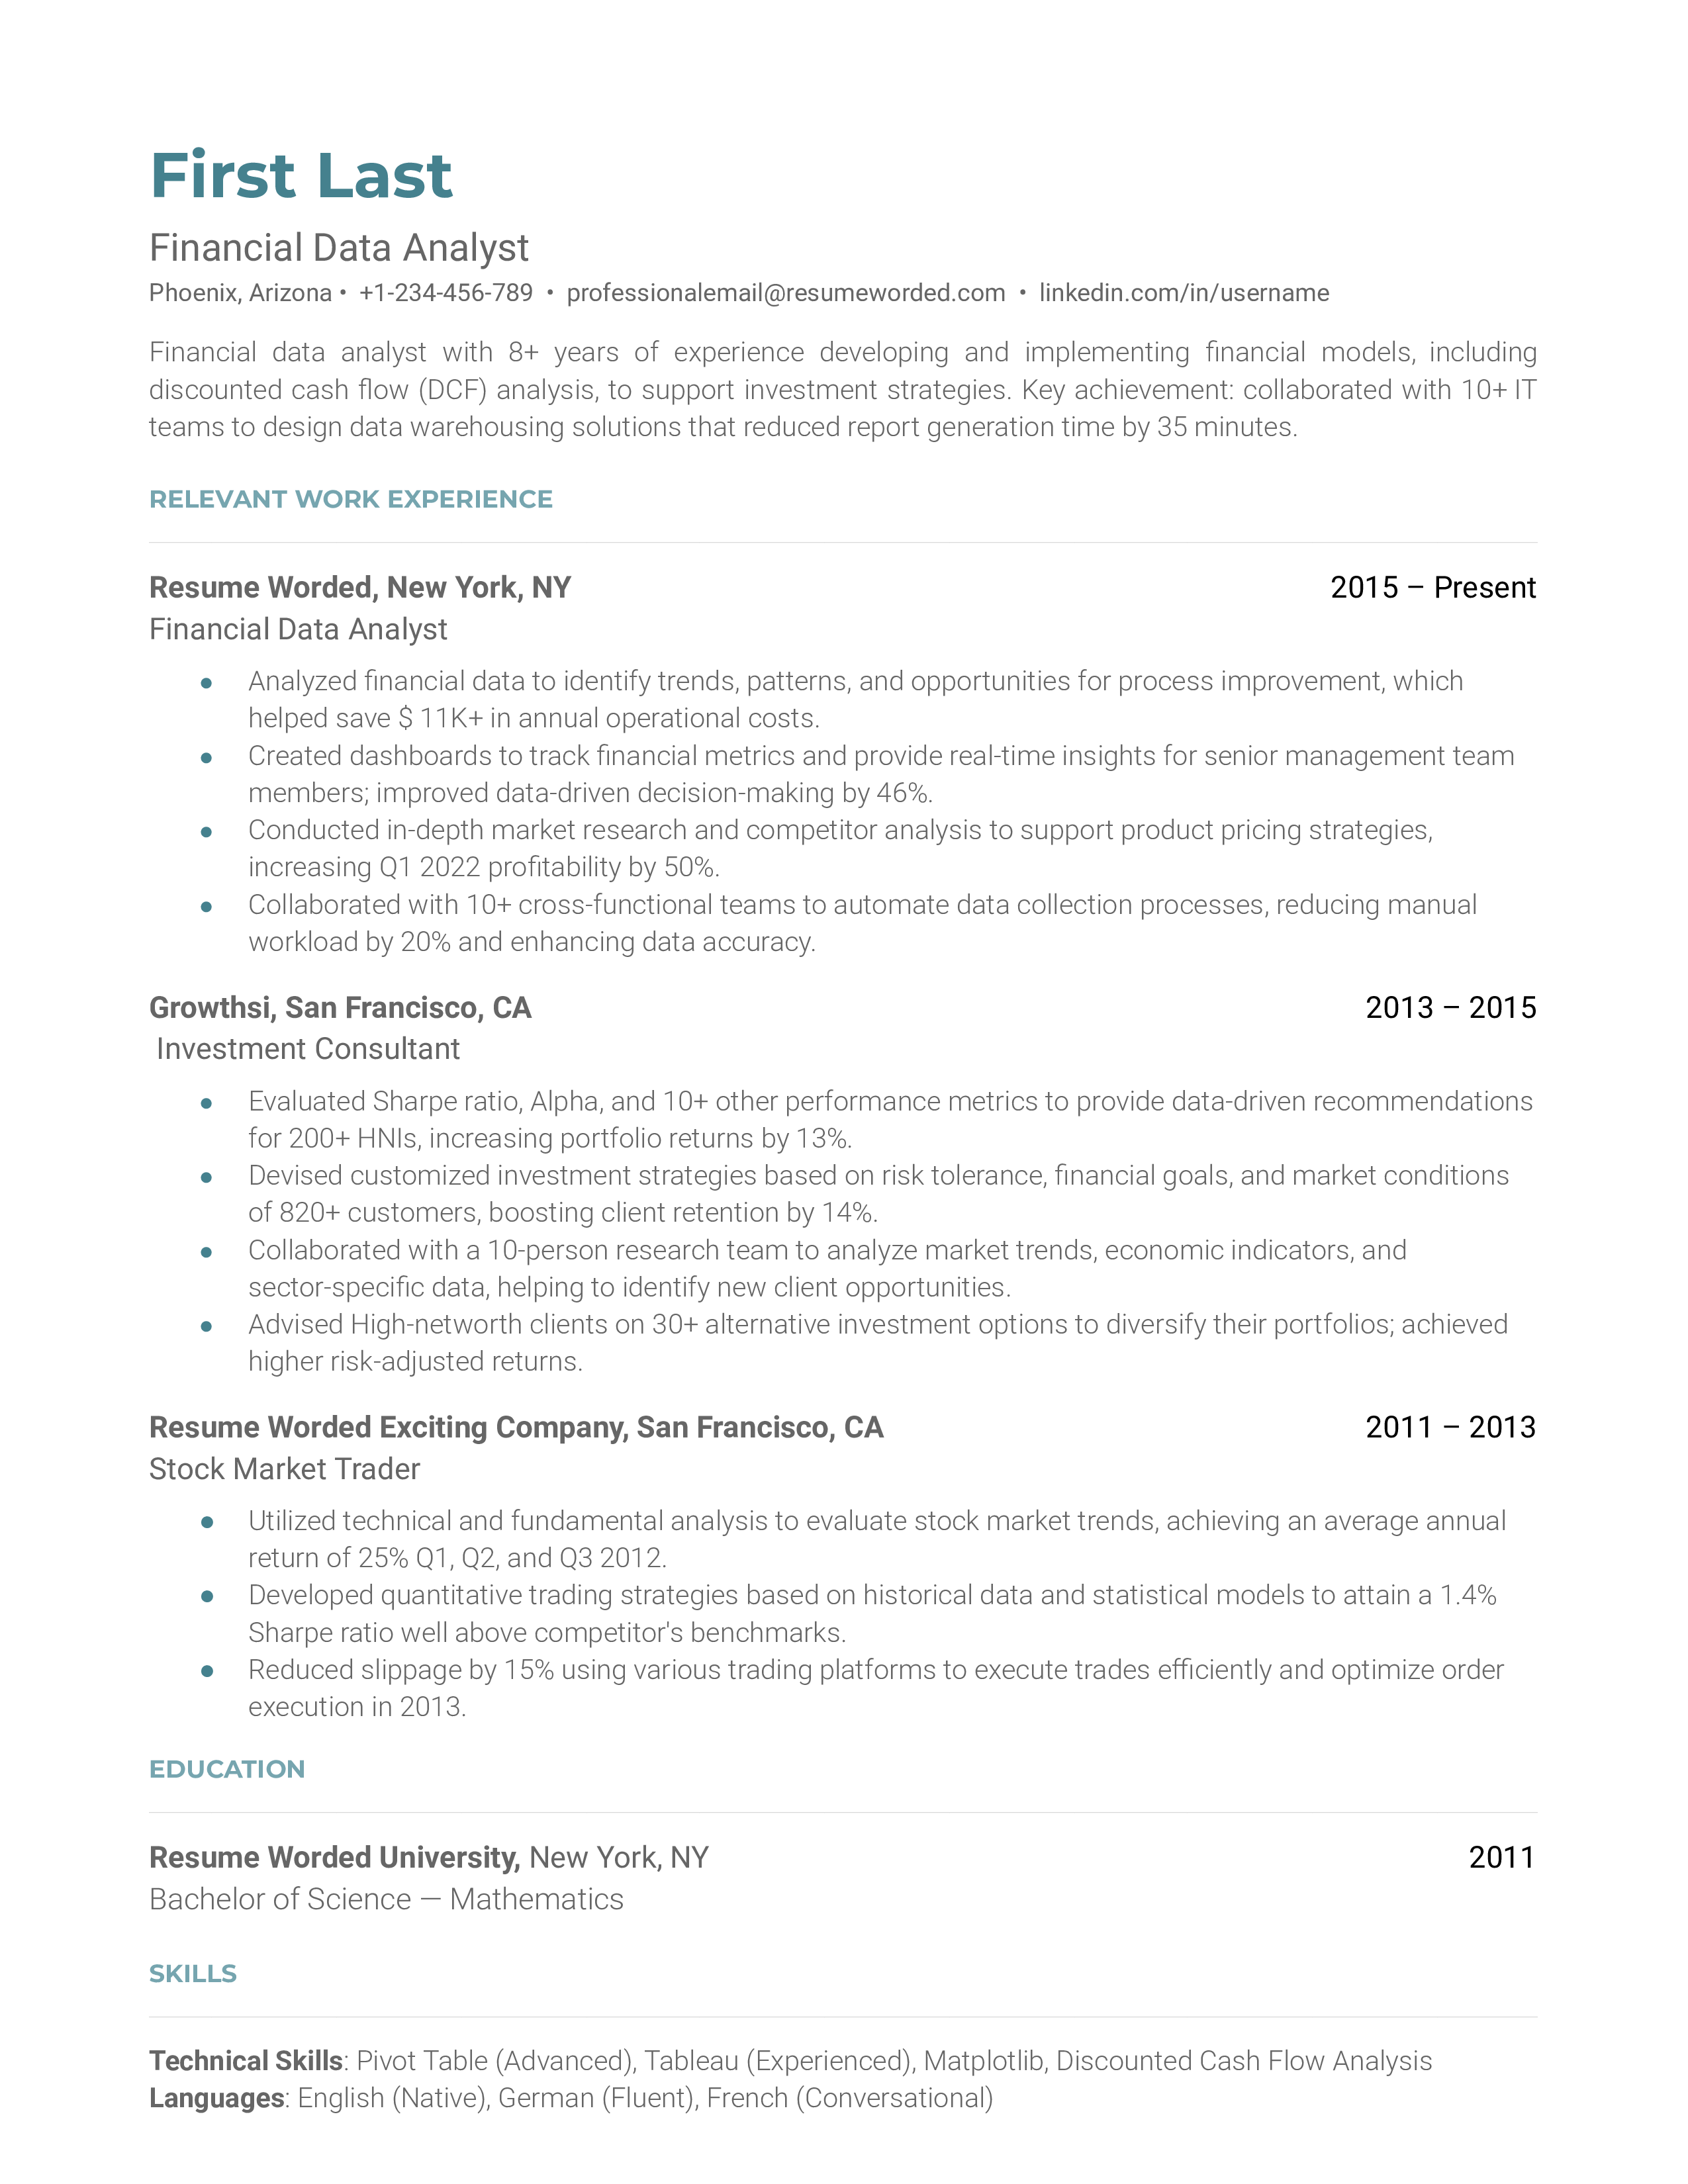 First Last
Financial Data Analyst
Phoenix, Arizona • +1-234-456-789 • professionalemail@resumeworded.com • linkedin.com/in/username
Financial data analyst with 8+ years of experience developing and implementing financial models, including
discounted cash flow (DCF) analysis, to support investment strategies. Key achievement: collaborated with 10+ IT
teams to design data warehousing solutions that reduced report generation time by 35 minutes.
RELEVANT WORK EXPERIENCE
Resume Worded, New York, NY 2015 – Present
Financial Data Analyst
● Analyzed financial data to identify trends, patterns, and opportunities for process improvement, which
helped save $ 11K+ in annual operational costs.
● Created dashboards to track financial metrics and provide real-time insights for senior management team
members; improved data-driven decision-making by 46%.
● Conducted in-depth market research and competitor analysis to support product pricing strategies,
increasing Q1 2022 profitability by 50%.
● Collaborated with 10+ cross-functional teams to automate data collection processes, reducing manual
workload by 20% and enhancing data accuracy.
Growthsi, San Francisco, CA 2013 – 2015
Investment Consultant
● Evaluated Sharpe ratio, Alpha, and 10+ other performance metrics to provide data-driven recommendations
for 200+ HNIs, increasing portfolio returns by 13%.
● Devised customized investment strategies based on risk tolerance, financial goals, and market conditions
of 820+ customers, boosting client retention by 14%.
● Collaborated with a 10-person research team to analyze market trends, economic indicators, and
sector-specific data, helping to identify new client opportunities.
● Advised High-networth clients on 30+ alternative investment options to diversify their portfolios; achieved
higher risk-adjusted returns.
Resume Worded Exciting Company, San Francisco, CA 2011 – 2013
Stock Market Trader
● Utilized technical and fundamental analysis to evaluate stock market trends, achieving an average annual
return of 25% Q1, Q2, and Q3 2012.
● Developed quantitative trading strategies based on historical data and statistical models to attain a 1.4%
Sharpe ratio well above competitor's benchmarks.
● Reduced slippage by 15% using various trading platforms to execute trades efficiently and optimize order
execution in 2013.
EDUCATION
Resume Worded University, New York, NY 2011
Bachelor of Science — Mathematics
SKILLS
Technical Skills: Pivot Table (Advanced), Tableau (Experienced), Matplotlib, Discounted Cash Flow Analysis
Languages: English (Native), German (Fluent), French (Conversational)